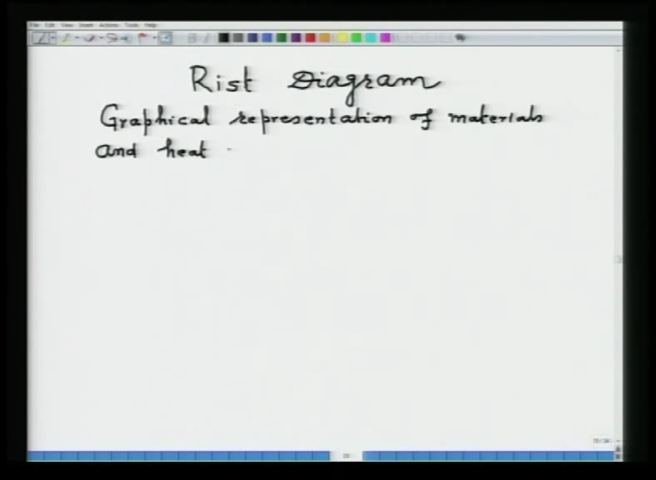 Rist Diagram
Graphical representation of materials
and heat